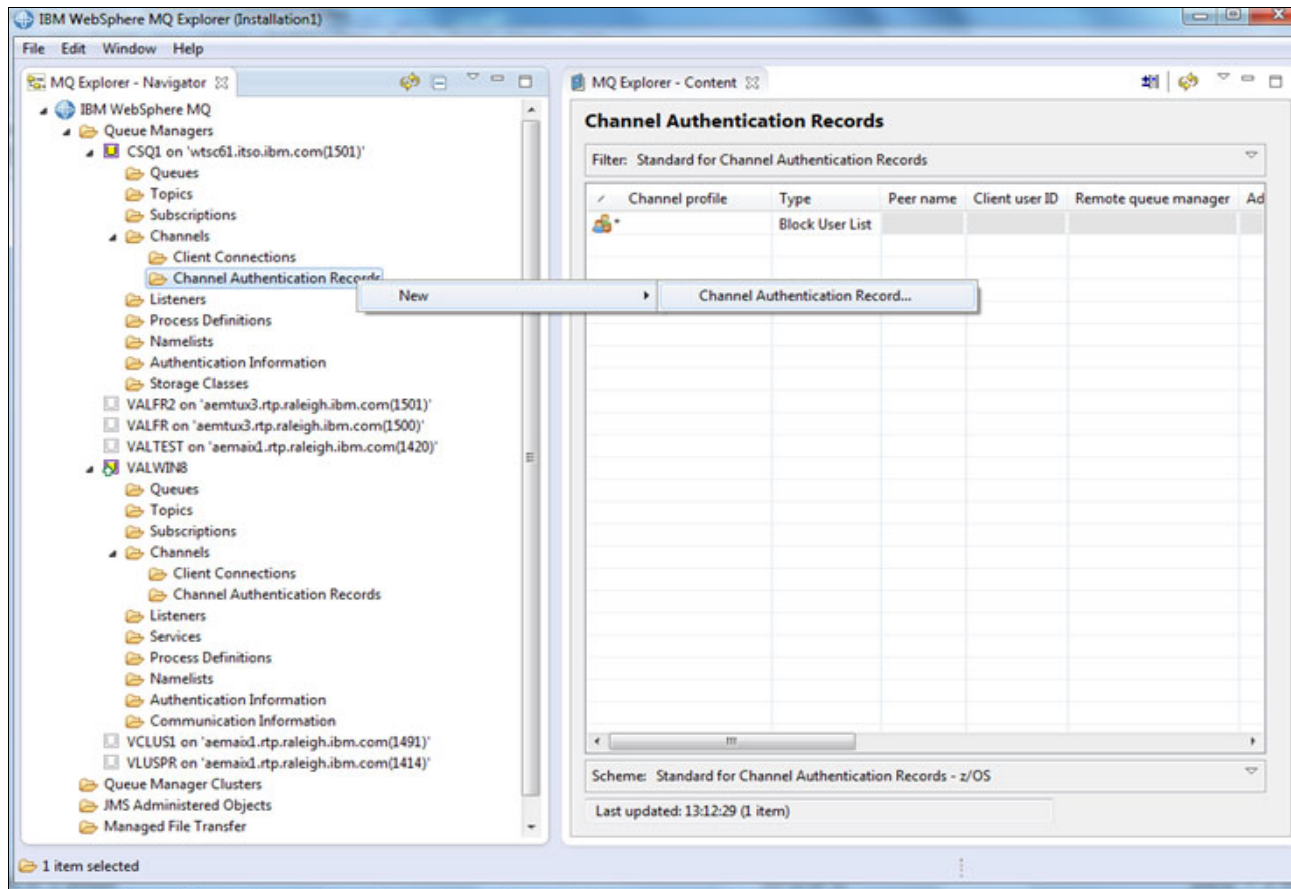 IBM WebSphere MQ Explorer (Installation1)
File Edit Window Help
MQ Explorer - Navigator
IBM WebSphere MQ
Queue Managers
CSQ1 on 'wtsc61.itso.ibm.com(1501)'
Queues
Topics
Subscriptions
Channels
Client Connections
Channel Authentication Records
Listeners
Process Definitions
Namelists
Authentication Information
Storage Classes
VALFR2 on 'aemtux3.rtp.raleigh.ibm.com(1501)'
VALFR on 'aemtux3.rtp.raleigh.ibm.com(1500)'
VALTEST on 'aemaix1.rtp.raleigh.ibm.com(1420)'
VALWIN8
Queues
Topics
Subscriptions
Channels
Client Connections
Channel Authentication Records
Listeners
Services
Process Definitions
Namelists
Authentication Information
Communication Information
VCLUS1 on 'aemaix1.rtp.raleigh.ibm.com(1491)'
VLUSPR on 'aemaix1.rtp.raleigh.ibm.com(1414)'
Queue Manager Clusters
JMS Administered Objects
Managed File Transfer
New
Channel Authentication Record...
MQ Explorer - Content
Channel Authentication Records
Filter: Standard for Channel Authentication Records
Channel profile Type Peer name Client user ID Remote queue manager Ad
* Block User List
Scheme: Standard for Channel Authentication Records - z/OS
Last updated: 13:12:29 (1 item)
1 item selected